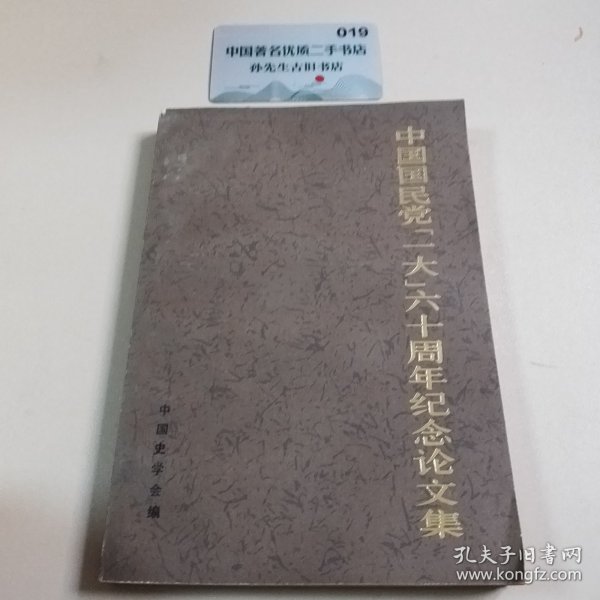 019
中国著名优质二手书店
孙先生古旧书店
中国国民党「一大」六十周年纪念论文集
中国史学会编
孔夫子旧书网
www.kongfz.com